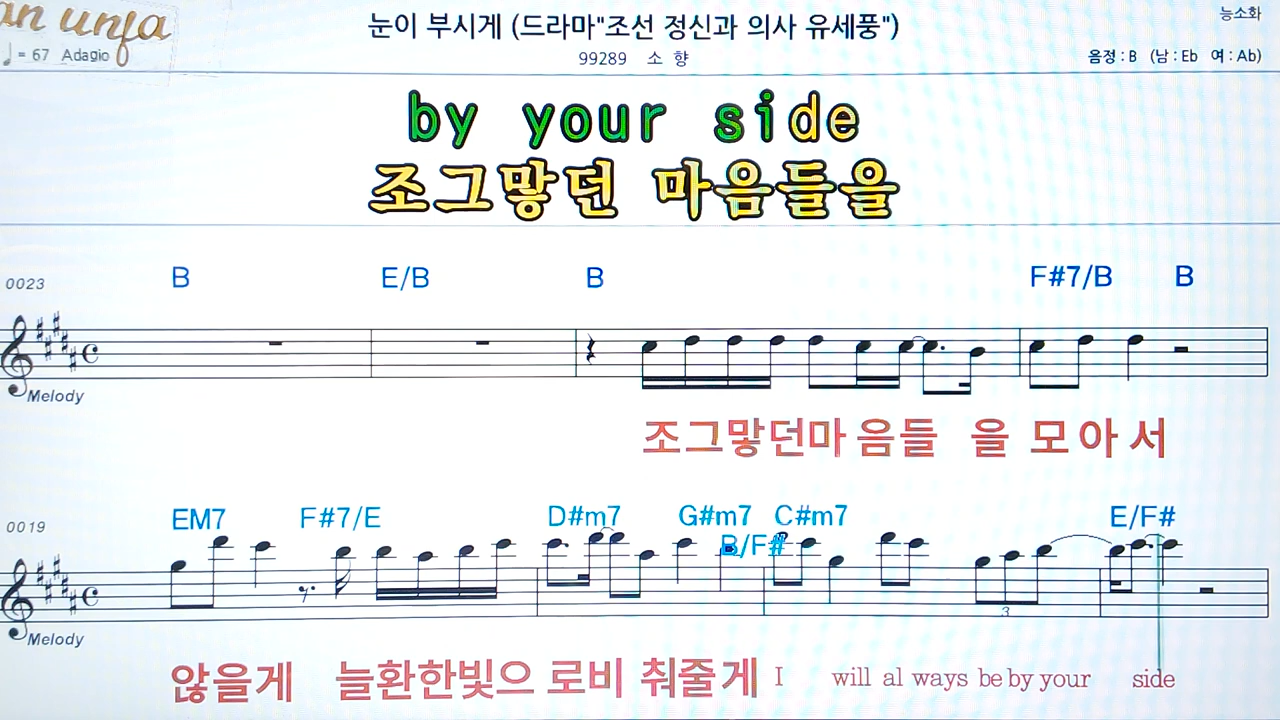 눈이 부시게 (드라마"조선 정신과 의사 유세풍")
능소화
♩= 67 Adagio
99289 소 향
음정 : B (남 : Eb 여 : Ab)
by your side
조그맣던 마음들을
B E/B B F#7/B B
0023
Melody
조그맣던마음들 을 모아서
EM7 F#7/E D#m7 G#m7 C#m7 E/F#
B/F#
0019
3
Melody
않을게 늘환한빛으 로비 춰줄게 I will al ways be by your side